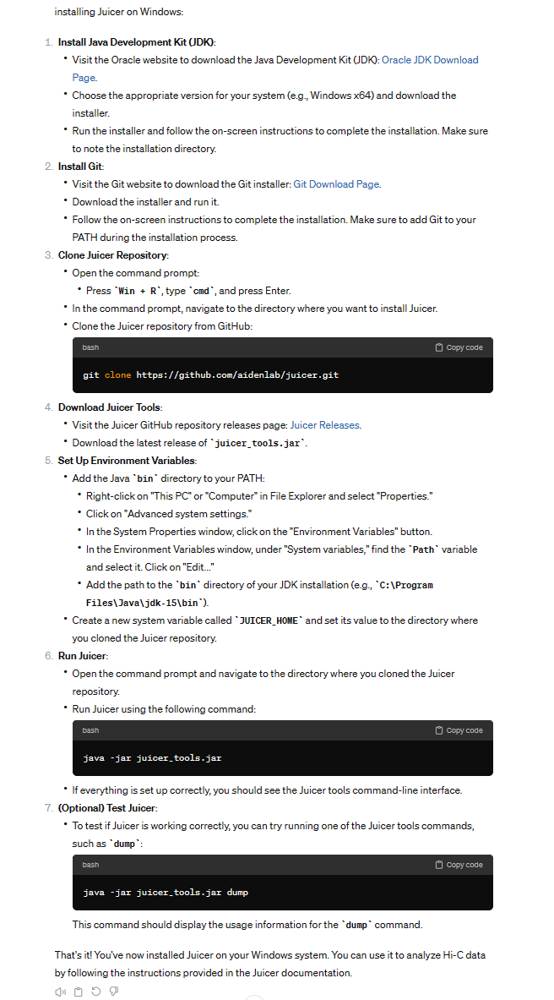 installing Juicer on Windows:
1. Install Java Development Kit (JDK):
• Visit the Oracle website to download the Java Development Kit (JDK): Oracle JDK Download
Page.
• Choose the appropriate version for your system (e.g., Windows x64) and download the
installer.
• Run the installer and follow the on-screen instructions to complete the installation. Make sure
to note the installation directory.
2. Install Git:
• Visit the Git website to download the Git installer: Git Download Page.
• Download the installer and run it.
• Follow the on-screen instructions to complete the installation. Make sure to add Git to your
PATH during the installation process.
3. Clone Juicer Repository:
• Open the command prompt:
• Press `Win + R`, type `cmd`, and press Enter.
• In the command prompt, navigate to the directory where you want to install Juicer.
• Clone the Juicer repository from GitHub:
bash Copy code
git clone https://github.com/aidenlab/juicer.git
4. Download Juicer Tools:
• Visit the Juicer GitHub repository releases page: Juicer Releases.
• Download the latest release of `juicer_tools.jar`.
5. Set Up Environment Variables:
• Add the Java `bin` directory to your PATH:
• Right-click on "This PC" or "Computer" in File Explorer and select "Properties."
• Click on "Advanced system settings."
• In the System Properties window, click on the "Environment Variables" button.
• In the Environment Variables window, under "System variables," find the `Path` variable
and select it. Click on "Edit..."
• Add the path to the `bin` directory of your JDK installation (e.g., `C:\Program
Files\Java\jdk-15\bin`).
• Create a new system variable called `JUICER_HOME` and set its value to the directory where
you cloned the Juicer repository.
6. Run Juicer:
• Open the command prompt and navigate to the directory where you cloned the Juicer
repository.
• Run Juicer using the following command:
bash Copy code
java -jar juicer_tools.jar
• If everything is set up correctly, you should see the Juicer tools command-line interface.
7. (Optional) Test Juicer:
• To test if Juicer is working correctly, you can try running one of the Juicer tools commands,
such as `dump`:
bash Copy code
java -jar juicer_tools.jar dump
This command should display the usage information for the `dump` command.
That's it! You've now installed Juicer on your Windows system. You can use it to analyze Hi-C data
by following the instructions provided in the Juicer documentation.